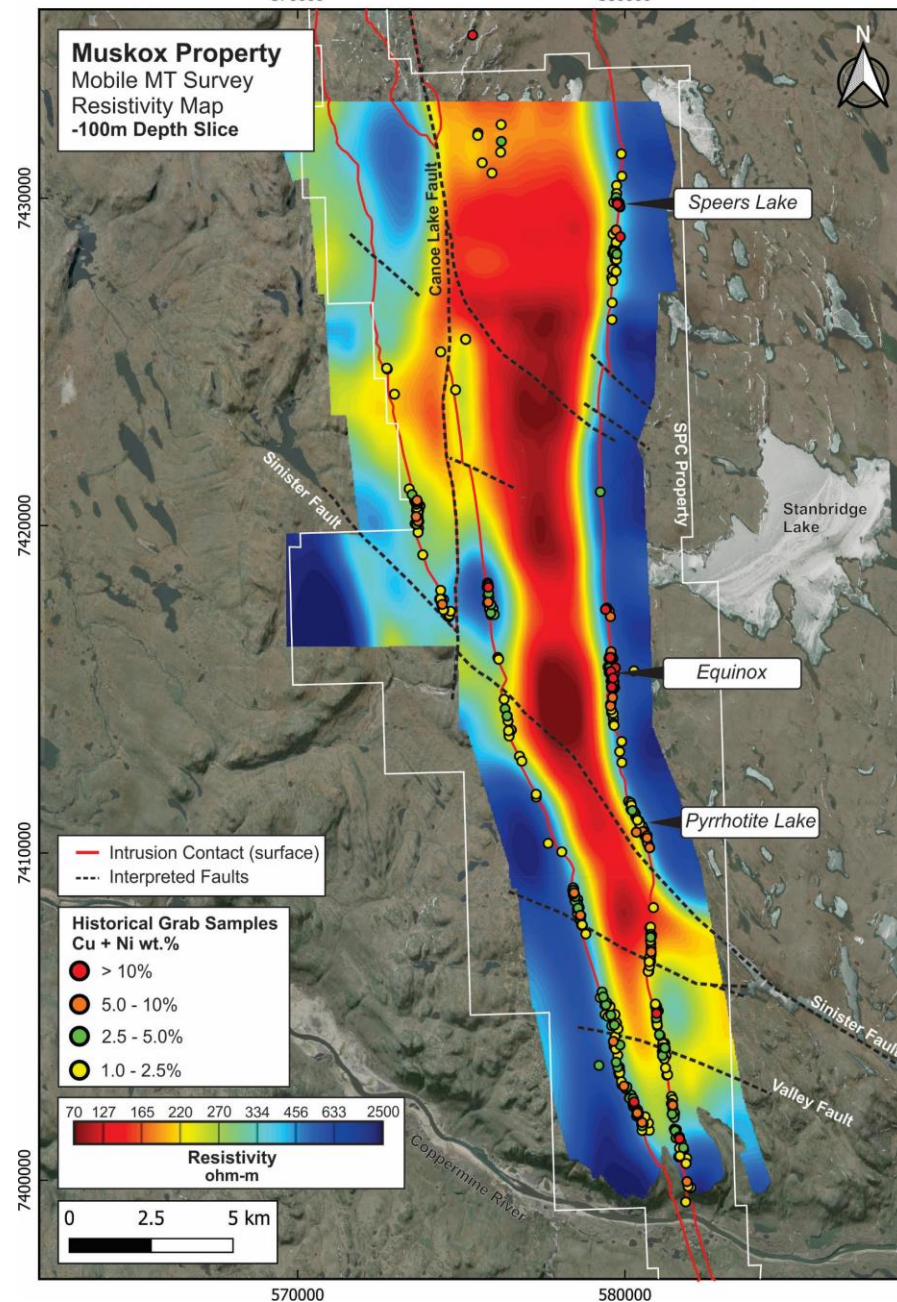 Muskox Property
Mobile MT Survey
Resistivity Map
-100m Depth Slice
N
7430000
Canoe Lake Fault
Speers Lake
SPC Property
Sinister Fault
7420000
Stanbridge
Lake
Equinox
Pyrrhotite Lake
7410000
Intrusion Contact (surface)
Interpreted Faults
Historical Grab Samples
Cu + Ni wt.%
> 10%
5.0 - 10%
2.5 - 5.0%
1.0 - 2.5%
Sinister Fault
Valley Fault
70 127 165 220 270 334 456 633 2500
Resistivity
ohm-m
Coppermine River
7400000
0 2.5 5 km
570000 580000